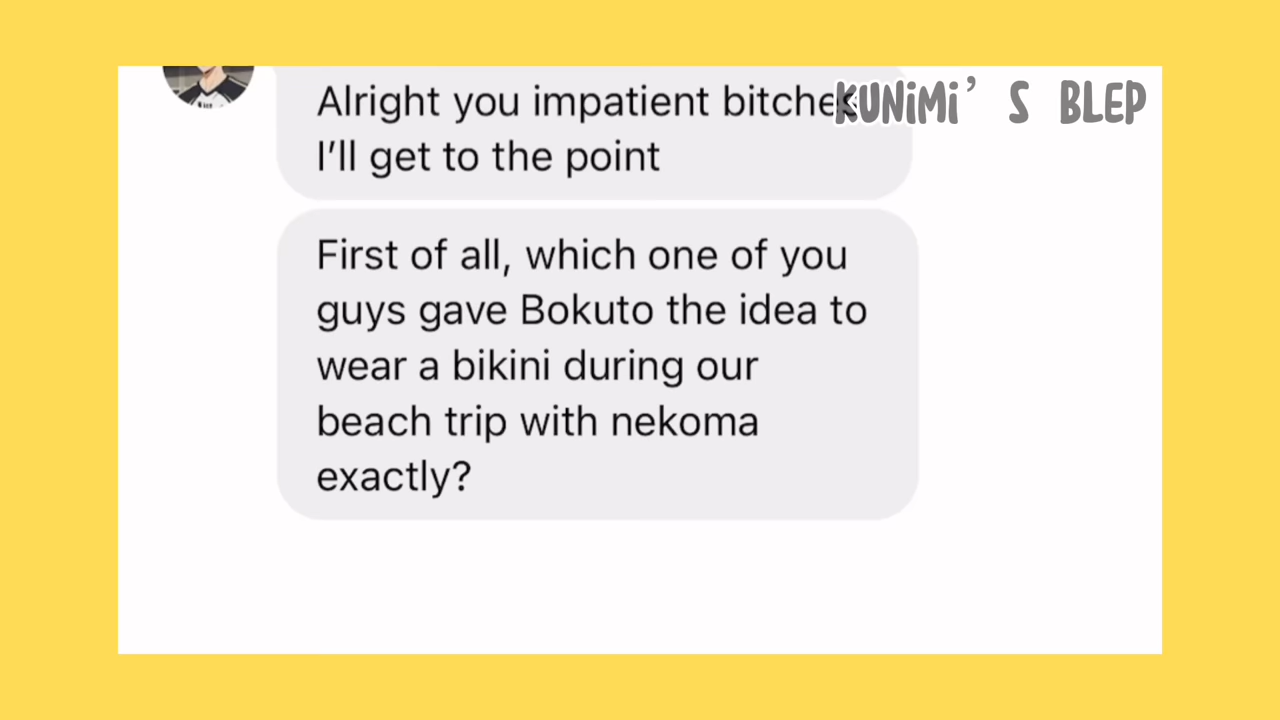 Alright you impatient bitches
KUNiMi'S BLEP
I'll get to the point
First of all, which one of you
guys gave Bokuto the idea to
wear a bikini during our
beach trip with nekoma
exactly?